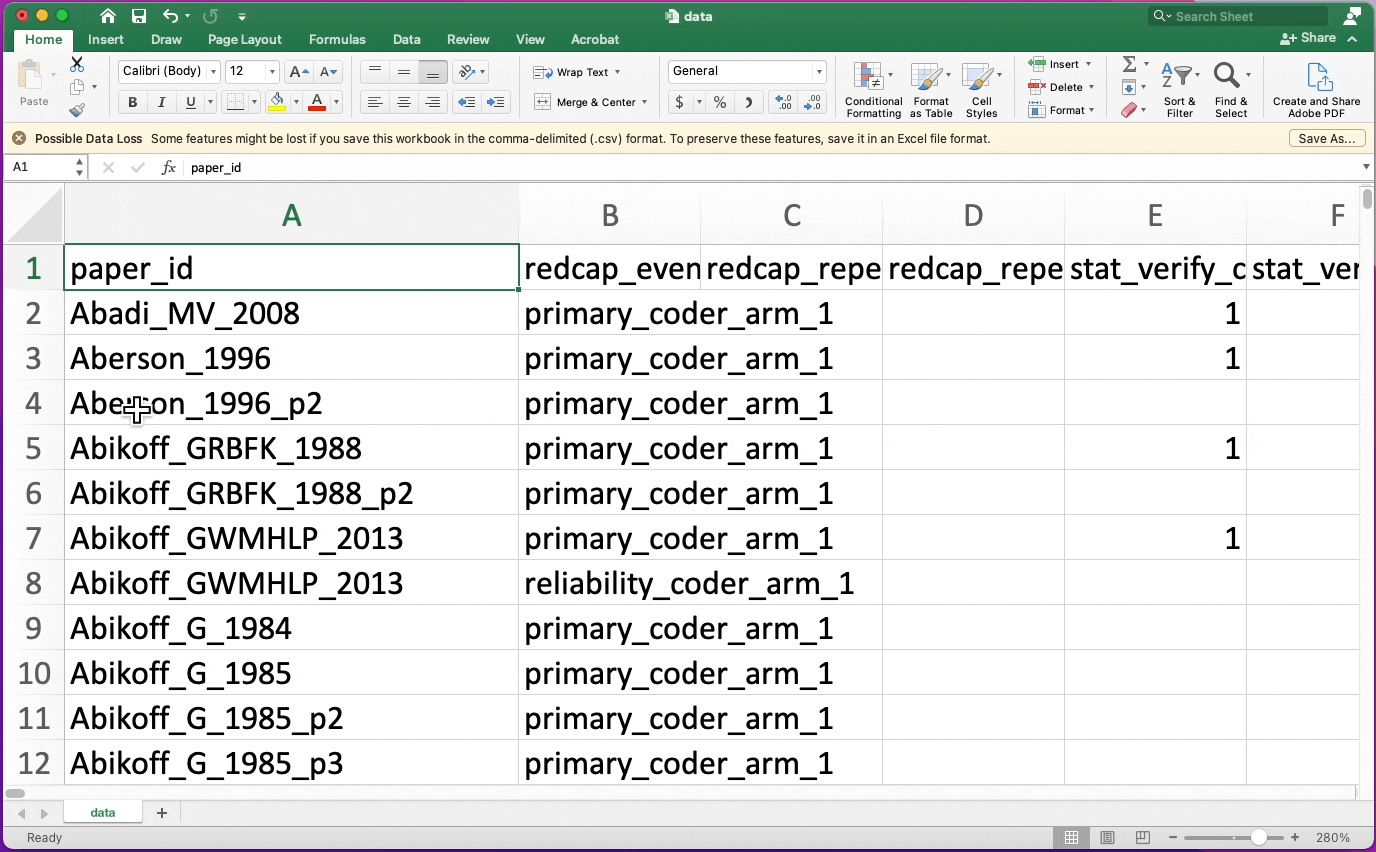 data
Search Sheet
Home Insert Draw Page Layout Formulas Data Review View Acrobat Share
Paste
Calibri (Body) 12
Wrap Text
General
B I U
Merge & Center
$ %
Conditional Formatting
Format as Table
Cell Styles
Insert
Delete
Format
Sort & Filter
Find & Select
Create and Share Adobe PDF
Possible Data Loss Some features might be lost if you save this workbook in the comma-delimited (.csv) format. To preserve these features, save it in an Excel file format. Save As...
A1 fx paper_id
A B C D E F
1 paper_id redcap_even redcap_repe redcap_repe stat_verify_c stat_ver
2 Abadi_MV_2008 primary_coder_arm_1 1
3 Aberson_1996 primary_coder_arm_1 1
4 Aberson_1996_p2 primary_coder_arm_1
5 Abikoff_GRBFK_1988 primary_coder_arm_1 1
6 Abikoff_GRBFK_1988_p2 primary_coder_arm_1
7 Abikoff_GWMHLP_2013 primary_coder_arm_1 1
8 Abikoff_GWMHLP_2013 reliability_coder_arm_1
9 Abikoff_G_1984 primary_coder_arm_1
10 Abikoff_G_1985 primary_coder_arm_1
11 Abikoff_G_1985_p2 primary_coder_arm_1
12 Abikoff_G_1985_p3 primary_coder_arm_1
data
Ready 280%